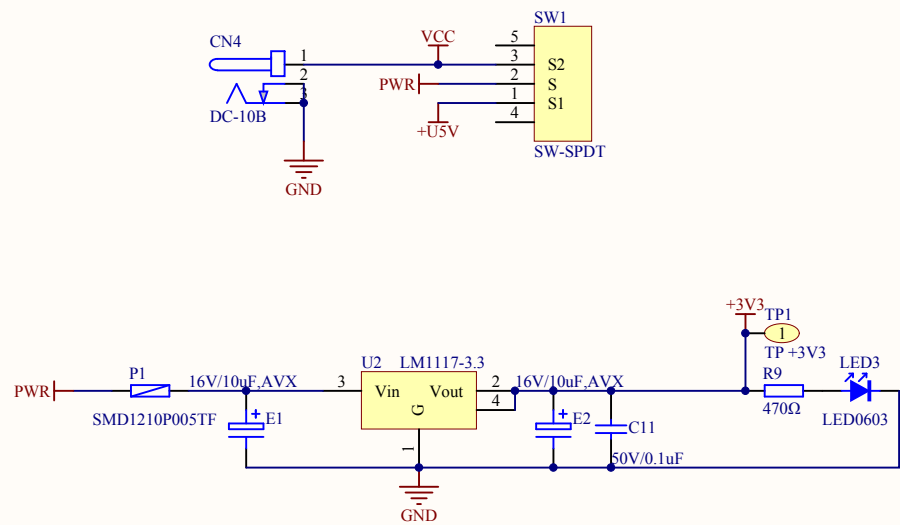 SW1
CN4
VCC
5
1
3
S2
2
PWR
2
S
3
1
S1
DC-10B
+U5V
4
SW-SPDT
GND
+3V3
TP1
1
TP +3V3
P1
U2
LM1117-3.3
R9
LED3
PWR
16V/10uF,AVX
3
Vin
Vout
2
16V/10uF,AVX
4
SMD1210P005TF
E1
G
E2
C11
470Ω
LED0603
1
50V/0.1uF
GND